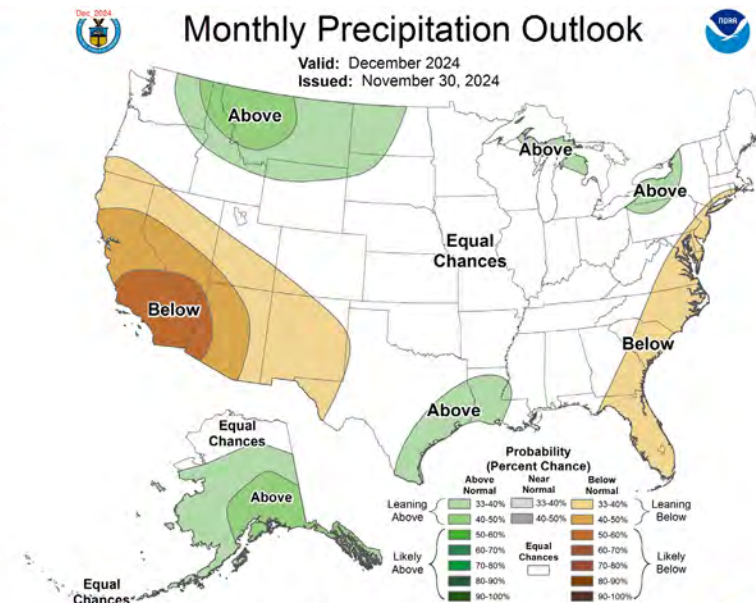 Dec, 2024
Monthly Precipitation Outlook
NOAA
Valid: December 2024
Issued: November 30, 2024
Above
Above
Above
Equal
Chances
Below
Below
Above
Equal
Chances
Above
Equal
Chances
Probability
(Percent Chance)
Above
Normal
Near
Normal
Below
Normal
Leaning
Above
33-40%
33-40%
33-40%
Leaning
Below
40-50%
40-50%
40-50%
Likely
Above
50-60%
60-70%
70-80%
80-90%
90-100%
Equal
Chances
50-60%
60-70%
70-80%
80-90%
90-100%
Likely
Below